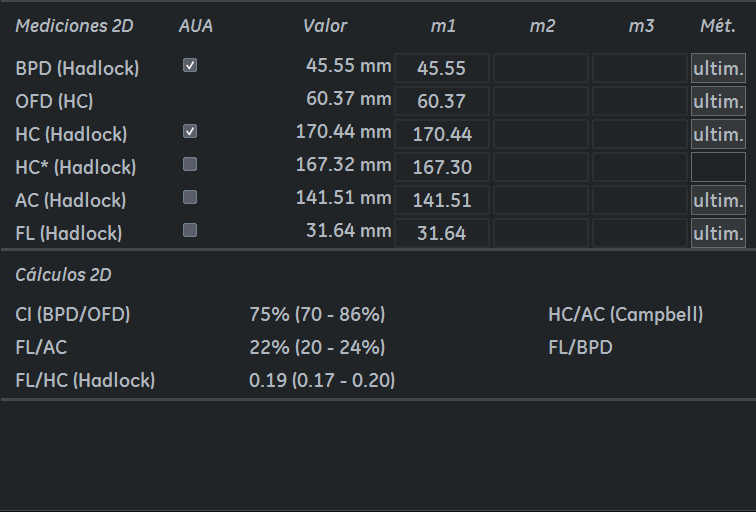 Mediciones 2D AUA Valor m1 m2 m3 Mét.
BPD (Hadlock) 45.55 mm 45.55 ultim.
OFD (HC) 60.37 mm 60.37 ultim.
HC (Hadlock) 170.44 mm 170.44 ultim.
HC* (Hadlock) 167.32 mm 167.30
AC (Hadlock) 141.51 mm 141.51 ultim.
FL (Hadlock) 31.64 mm 31.64 ultim.
Cálculos 2D
CI (BPD/OFD) 75% (70 - 86%) HC/AC (Campbell)
FL/AC 22% (20 - 24%) FL/BPD
FL/HC (Hadlock) 0.19 (0.17 - 0.20)